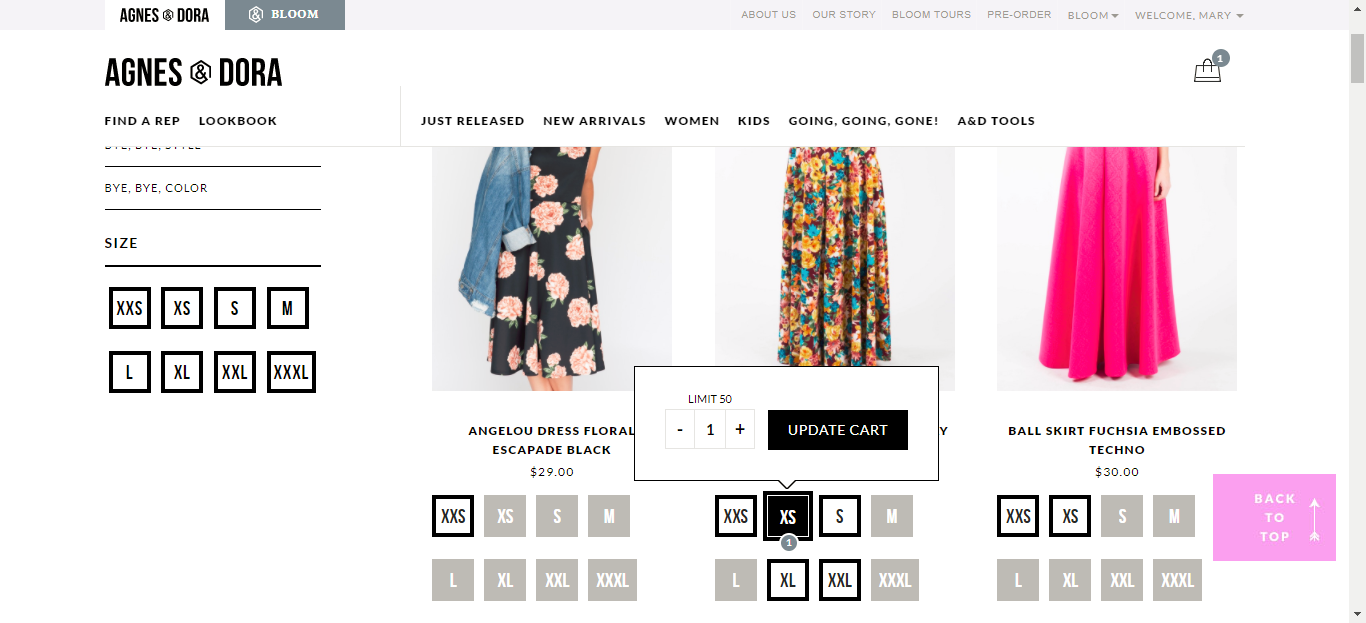 AGNES & DORA
BLOOM
ABOUT US
OUR STORY
BLOOM TOURS
PRE-ORDER
BLOOM
WELCOME, MARY
AGNES & DORA
1
FIND A REP
LOOKBOOK
JUST RELEASED
NEW ARRIVALS
WOMEN
KIDS
GOING, GOING, GONE!
A&D TOOLS
BYE, BYE, STYLE
BYE, BYE, COLOR
SIZE
XXS XS S M
L XL XXL XXXL
LIMIT 50
- 1 +
UPDATE CART
ANGELOU DRESS FLORAL
ESCAPADE BLACK
$29.00
XXS XS S M
L XL XXL XXXL
Y
XXS XS S M
1
L XL XXL XXXL
BALL SKIRT FUCHSIA EMBOSSED
TECHNO
$30.00
XXS XS S M
L XL XXL XXXL
BACK
TO
TOP